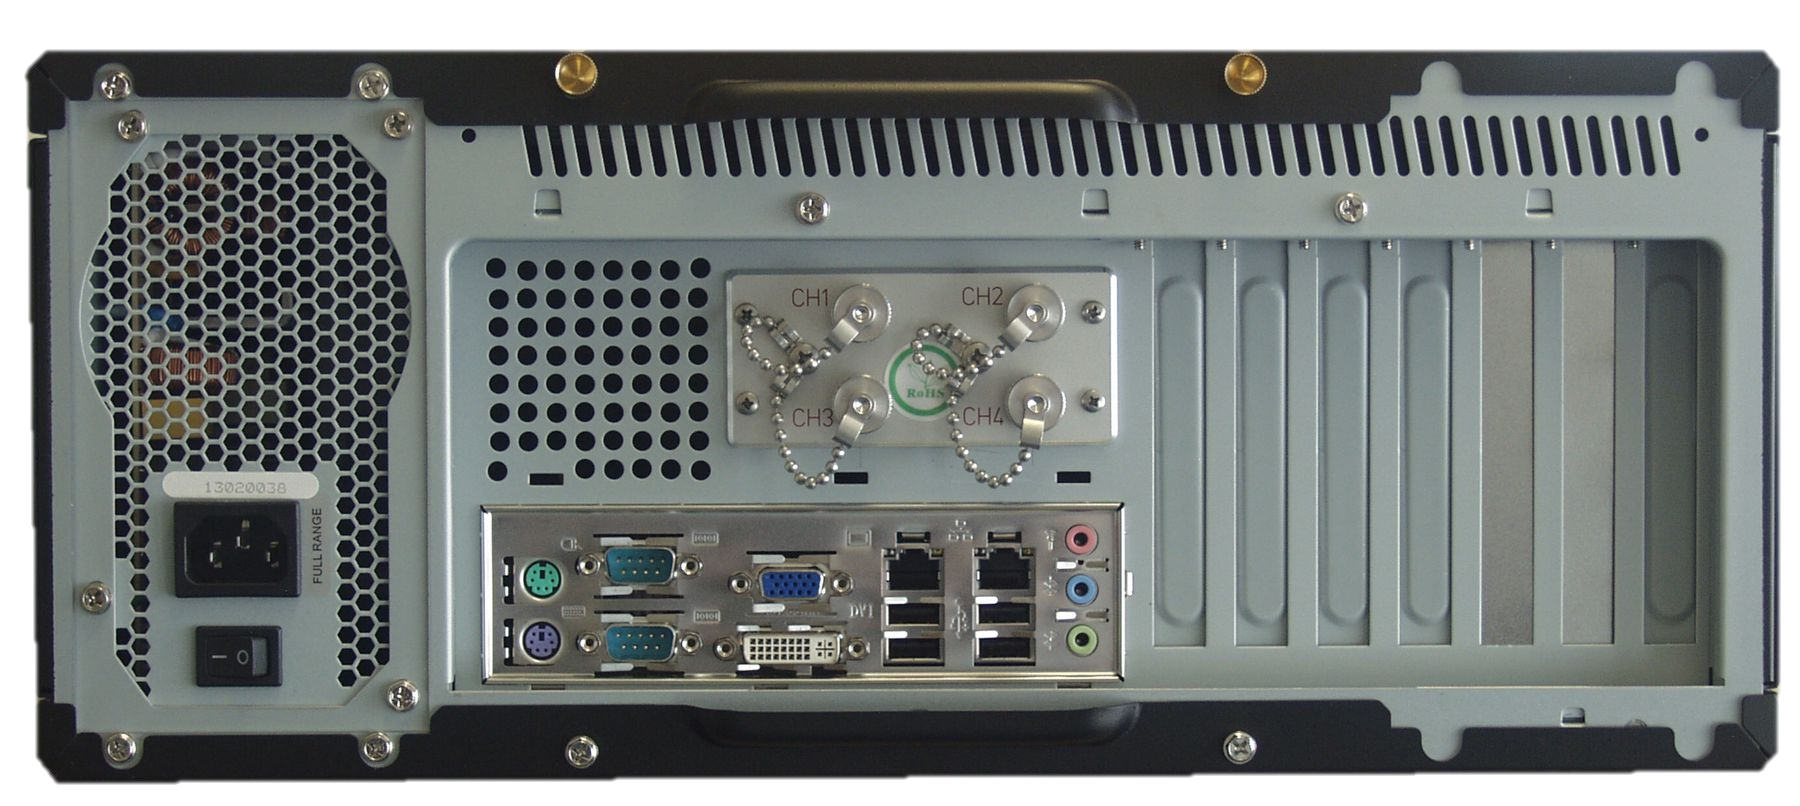 CH1
CH2
RoHS
CH3
CH4
13020038
FULL RANGE
DVI